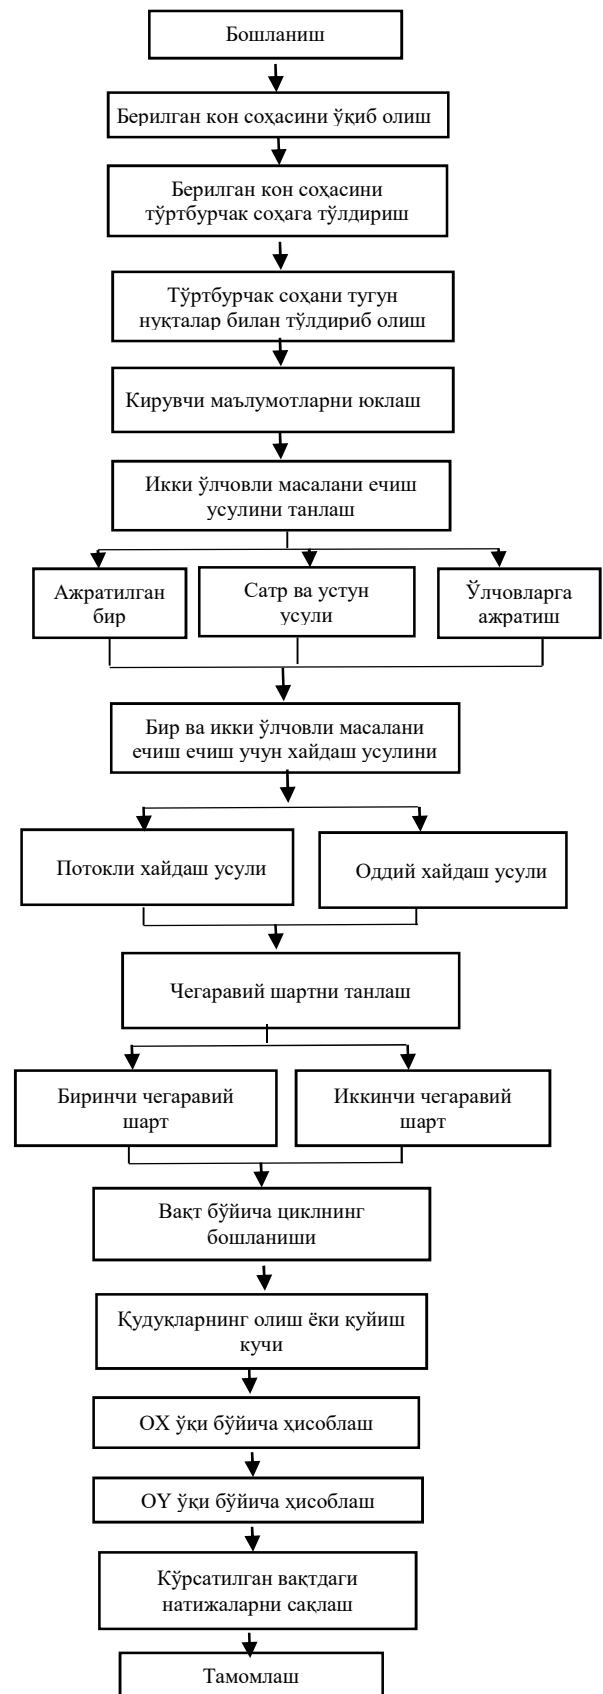 Бошланиш
Берилган кон соҳасини ўқиб олиш
Берилган кон соҳасини
тўртбурчак соҳага тўлдириш
Тўртбурчак соҳани тугун
нуқталар билан тўлдириб олиш
Кирувчи маълумотларни юклаш
Икки ўлчовли масалани ечиш
усулини танлаш
Ажратилган
бир
Сатр ва устун
усули
Ўлчовларга
ажратиш
Бир ва икки ўлчовли масалани
ечиш ечиш учун хайдаш усулини
Потокли хайдаш усули
Оддий хайдаш усули
Чегаравий шартни танлаш
Биринчи чегаравий
шарт
Иккинчи чегаравий
шарт
Вақт бўйича циклнинг
бошланиши
Қудуқларнинг олиш ёки қуйиш
кучи
OX ўқи бўйича ҳисоблаш
OY ўқи бўйича ҳисоблаш
Кўрсатилган вақтдаги
натижаларни сақлаш
Тамомлаш